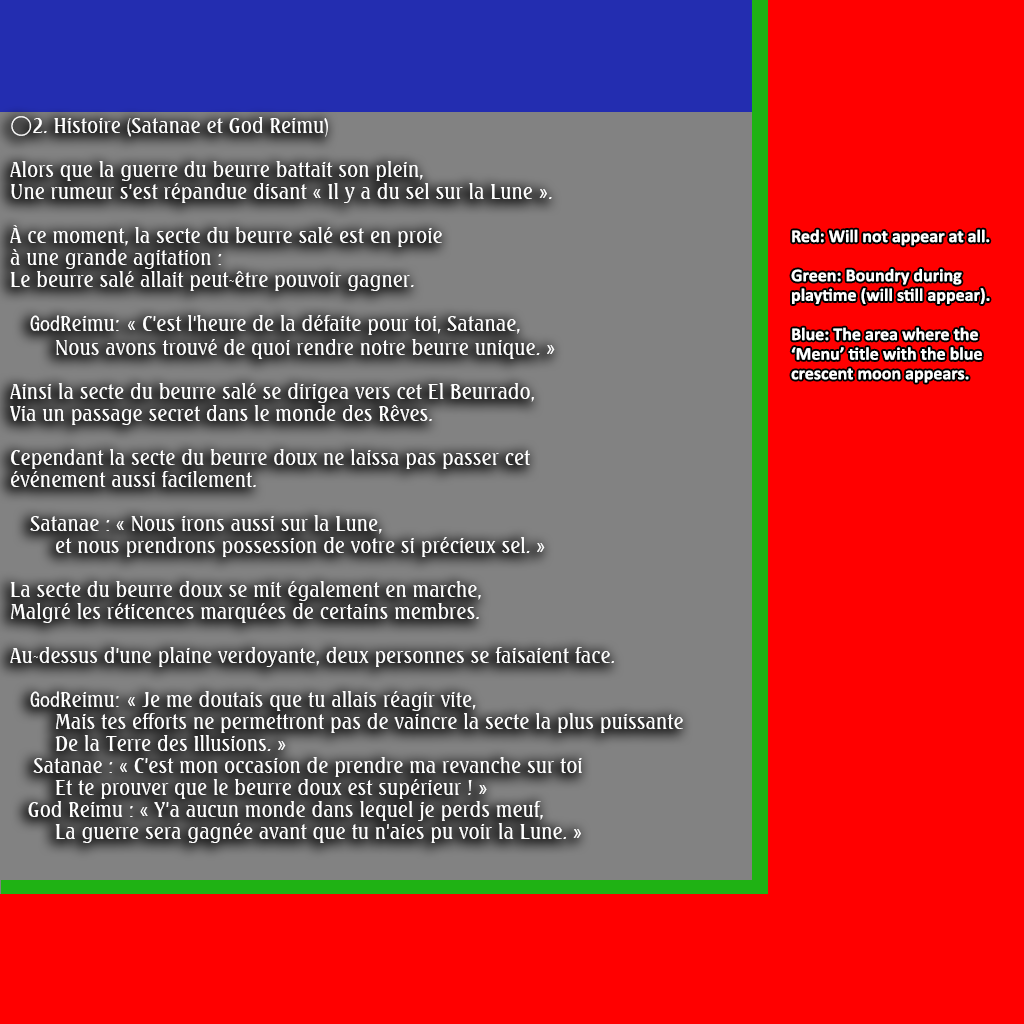 ○2. Histoire (Satanae et God Reimu)
Alors que la guerre du beurre battait son plein,
Une rumeur s'est répandue disant « Il y a du sel sur la Lune ».
À ce moment, la secte du beurre salé est en proie
à une grande agitation :
Le beurre salé allait peut-être pouvoir gagner.
GodReimu: « C'est l'heure de la défaite pour toi, Satanae,
Nous avons trouvé de quoi rendre notre beurre unique. »
Ainsi la secte du beurre salé se dirigea vers cet El Beurrado,
Via un passage secret dans le monde des Rêves.
Cependant la secte du beurre doux ne laissa pas passer cet
événement aussi facilement.
Satanae : « Nous irons aussi sur la Lune,
et nous prendrons possession de votre si précieux sel. »
La secte du beurre doux se mit également en marche,
Malgré les réticences marquées de certains membres.
Au-dessus d'une plaine verdoyante, deux personnes se faisaient face.
GodReimu: « Je me doutais que tu allais réagir vite,
Mais tes efforts ne permettront pas de vaincre la secte la plus puissante
De la Terre des Illusions. »
Satanae : « C'est mon occasion de prendre ma revanche sur toi
Et te prouver que le beurre doux est supérieur ! »
God Reimu : « Y'a aucun monde dans lequel je perds meuf,
La guerre sera gagnée avant que tu n'aies pu voir la Lune. »
Red: Will not appear at all.
Green: Boundry during
playtime (will still appear).
Blue: The area where the
‘Menu’ title with the blue
crescent moon appears.